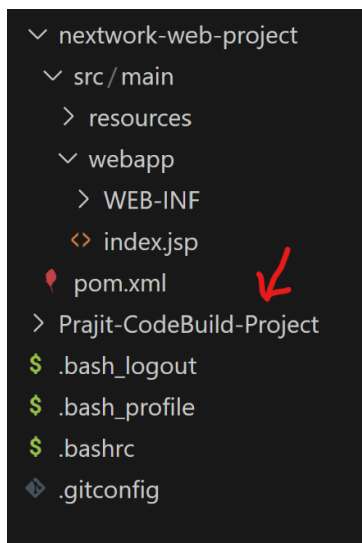 nextwork-web-project
src/main
resources
webapp
WEB-INF
index.jsp
pom.xml
Prajit-CodeBuild-Project
.bash_logout
.bash_profile
.bashrc
.gitconfig